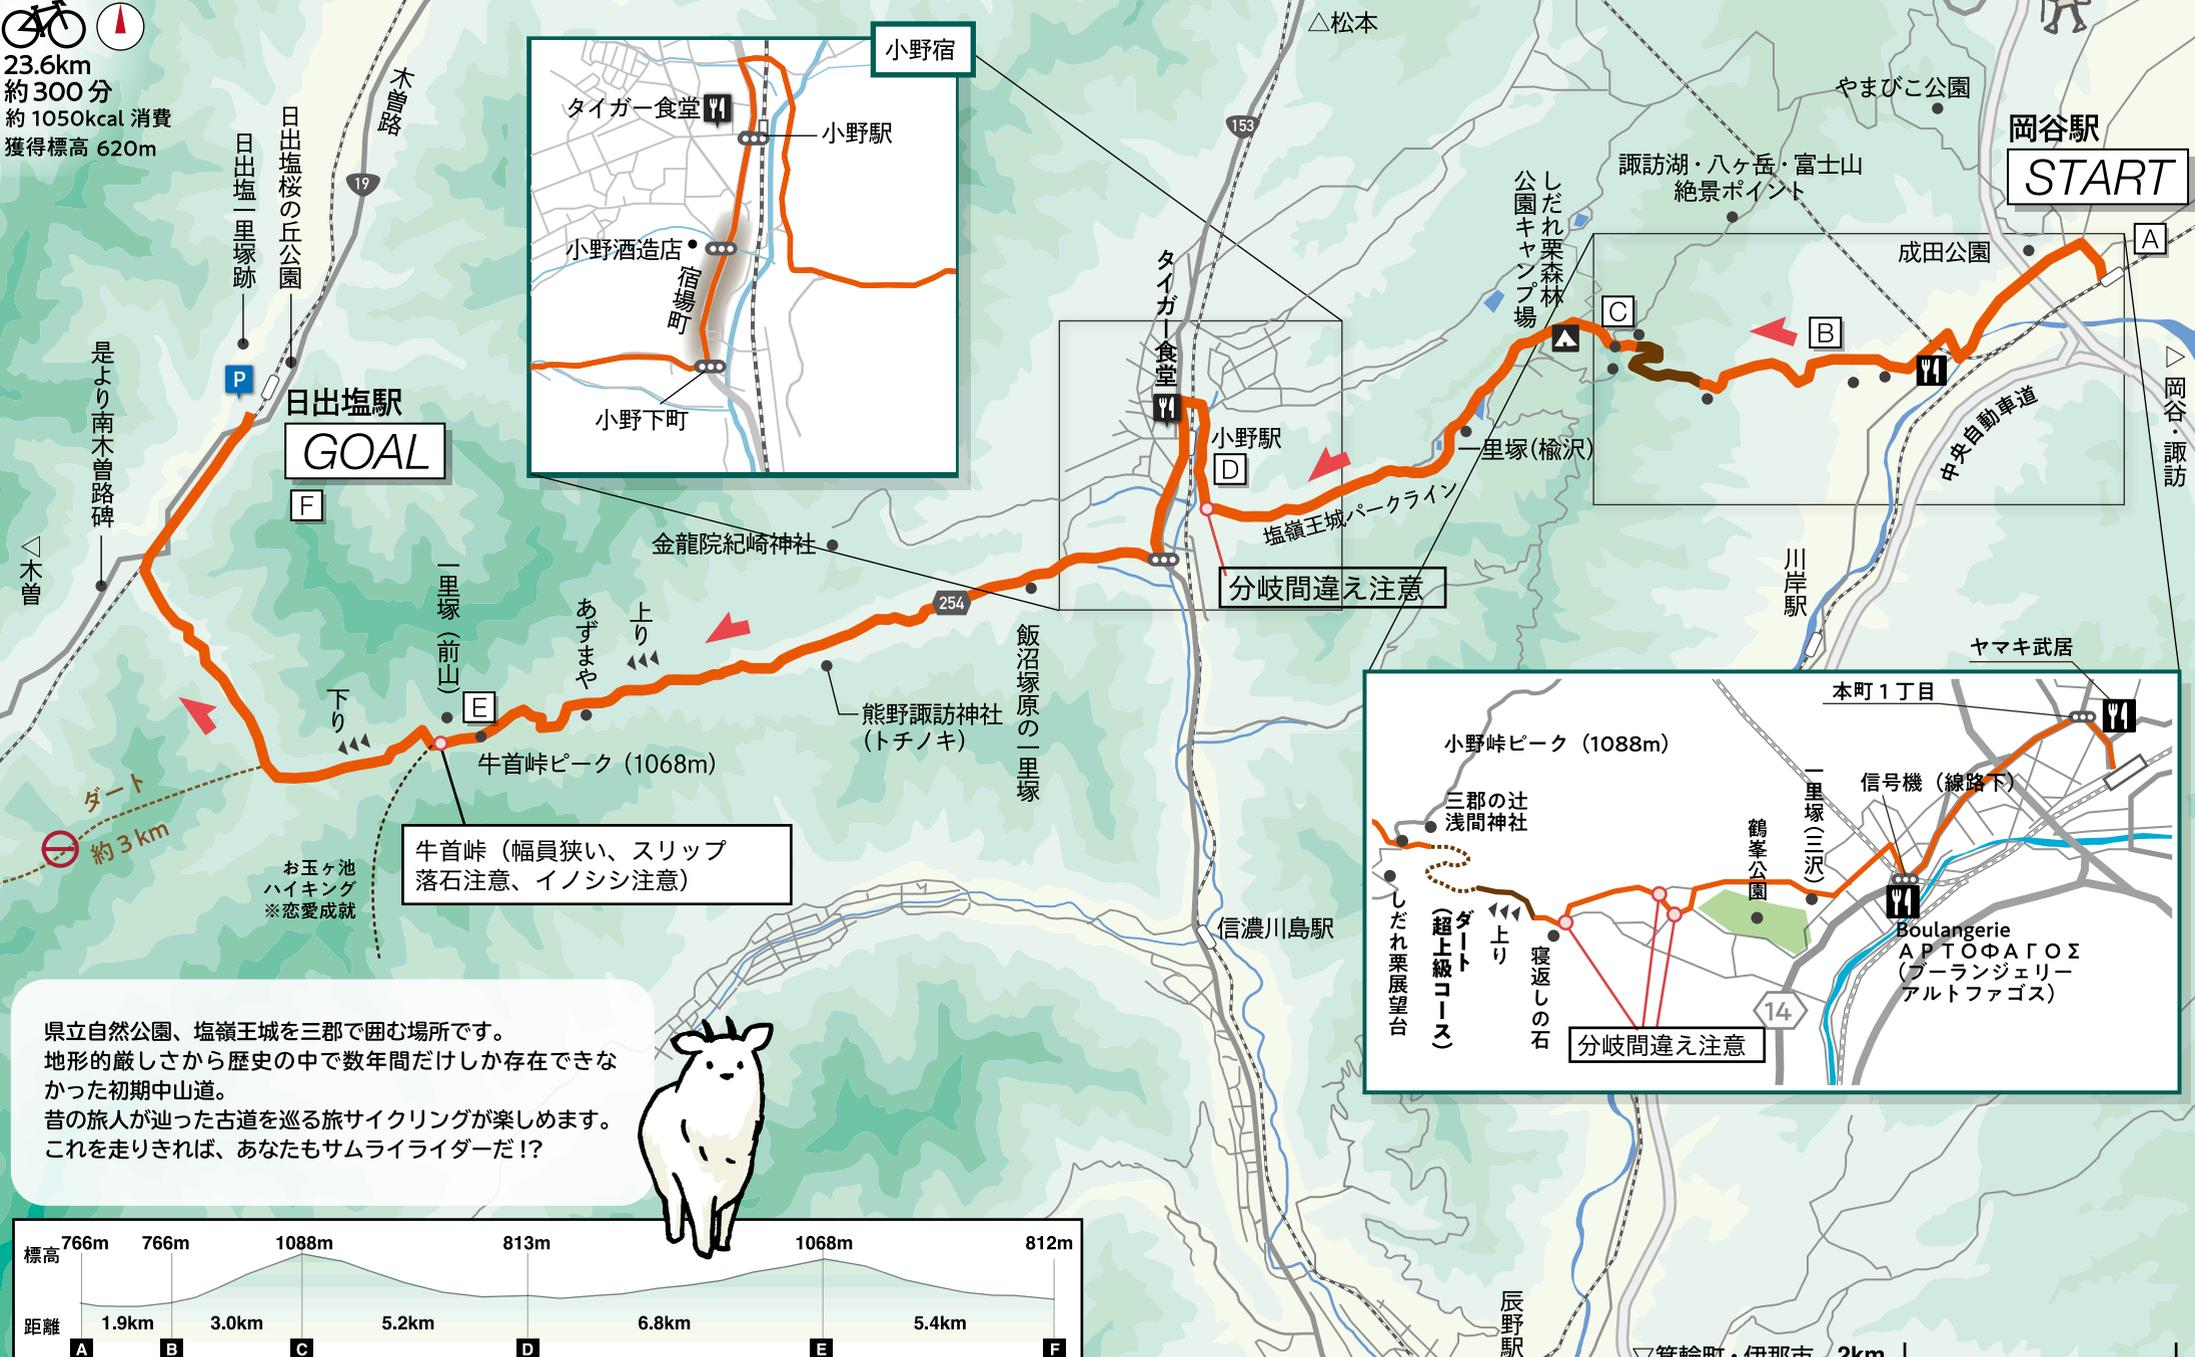 23.6km
約300分
約1050kcal 消費
獲得標高 620m
日出塩一里塚跡
日出塩桜の丘公園
木曽路
19
是より南木曽路碑
P
日出塩駅
GOAL
F
◁木曽
小野宿
タイガー食堂
小野駅
小野酒造店
宿場町
小野下町
△松本
153
タイガー食堂
小野駅
D
塩嶺王城パークライン
分岐間違え注意
一里塚(楡沢)
しだれ栗森林
公園キャンプ場
C
諏訪湖・八ヶ岳・富士山
絶景ポイント
やまびこ公園
岡谷駅
START
A
成田公園
B
中央自動車道
▷岡谷・諏訪
川岸駅
金龍院紀崎神社
254
飯沼塚原の一里塚
熊野諏訪神社
(トチノキ)
上り
あずまや
一里塚(前山)
E
牛首峠ピーク(1068m)
下り
ダート
約3km
お玉ヶ池
ハイキング
※恋愛成就
牛首峠(幅員狭い、スリップ
落石注意、イノシシ注意)
信濃川島駅
ヤマキ武居
本町1丁目
小野峠ピーク(1088m)
信号機(線路下)
一里塚(三沢)
三郡の辻
浅間神社
鶴峯公園
しだれ栗展望台
ダート
(超上級コース)
上り
寝返しの石
分岐間違え注意
14
Boulangerie
ΑΡΤΟΦΑΓΟΣ
(ブーランジェリー
アルトファゴス)
県立自然公園、塩嶺王城を三郡で囲む場所です。
地形的厳しさから歴史の中で数年間だけしか存在できな
かった初期中山道。
昔の旅人が辿った古道を巡る旅サイクリングが楽しめます。
これを走りきれば、あなたもサムライライダーだ!?
標高 766m 766m 1088m 813m 1068m 812m
距離 1.9km 3.0km 5.2km 6.8km 5.4km
A B C D E F
辰野駅
▽箕輪町・伊那市
2km